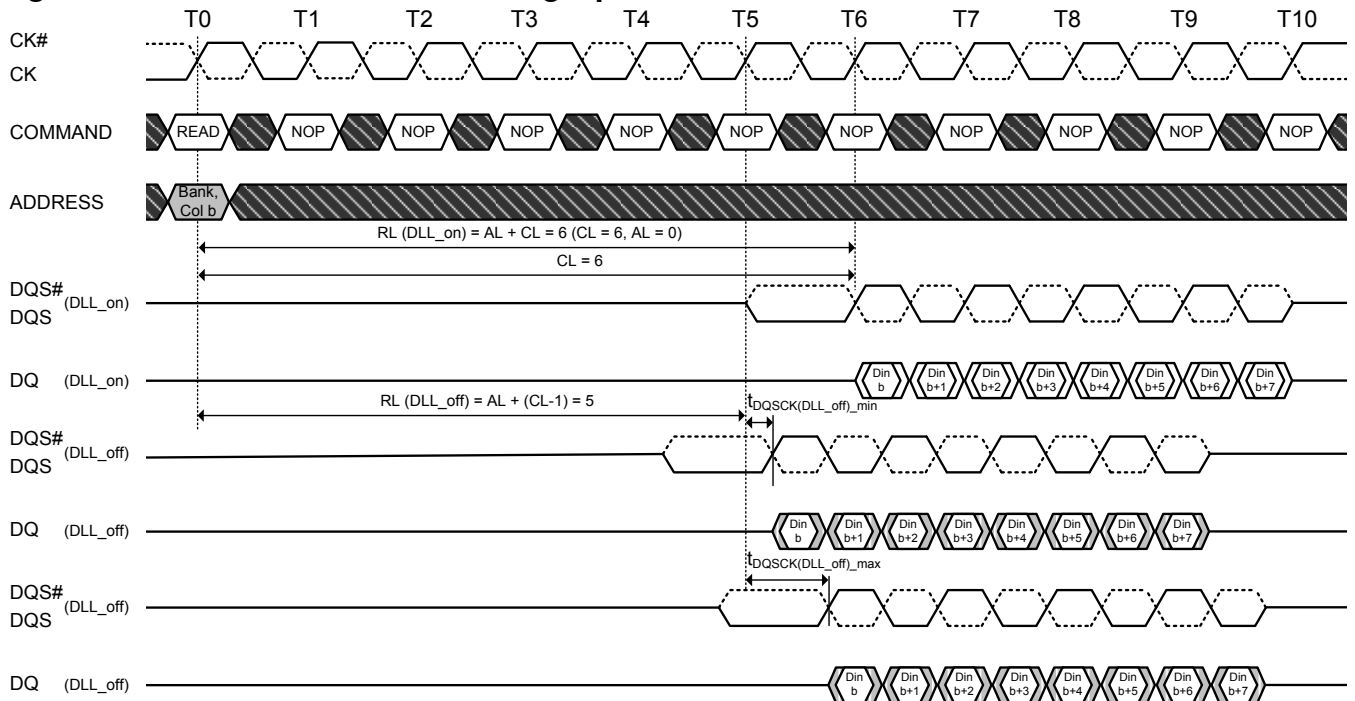 T0 T1 T2 T3 T4 T5 T6 T7 T8 T9 T10
CK#
CK
COMMAND READ NOP NOP NOP NOP NOP NOP NOP NOP NOP NOP
ADDRESS Bank, Col b
RL (DLL_on) = AL + CL = 6 (CL = 6, AL = 0)
CL = 6
DQS# (DLL_on)
DQS
DQ (DLL_on) Din b Din b+1 Din b+2 Din b+3 Din b+4 Din b+5 Din b+6 Din b+7
RL (DLL_off) = AL + (CL-1) = 5 tDQSCK(DLL_off)_min
DQS# (DLL_off)
DQS
DQ (DLL_off) Din b Din b+1 Din b+2 Din b+3 Din b+4 Din b+5 Din b+6 Din b+7
tDQSCK(DLL_off)_max
DQS# (DLL_off)
DQS
DQ (DLL_off) Din b Din b+1 Din b+2 Din b+3 Din b+4 Din b+5 Din b+6 Din b+7